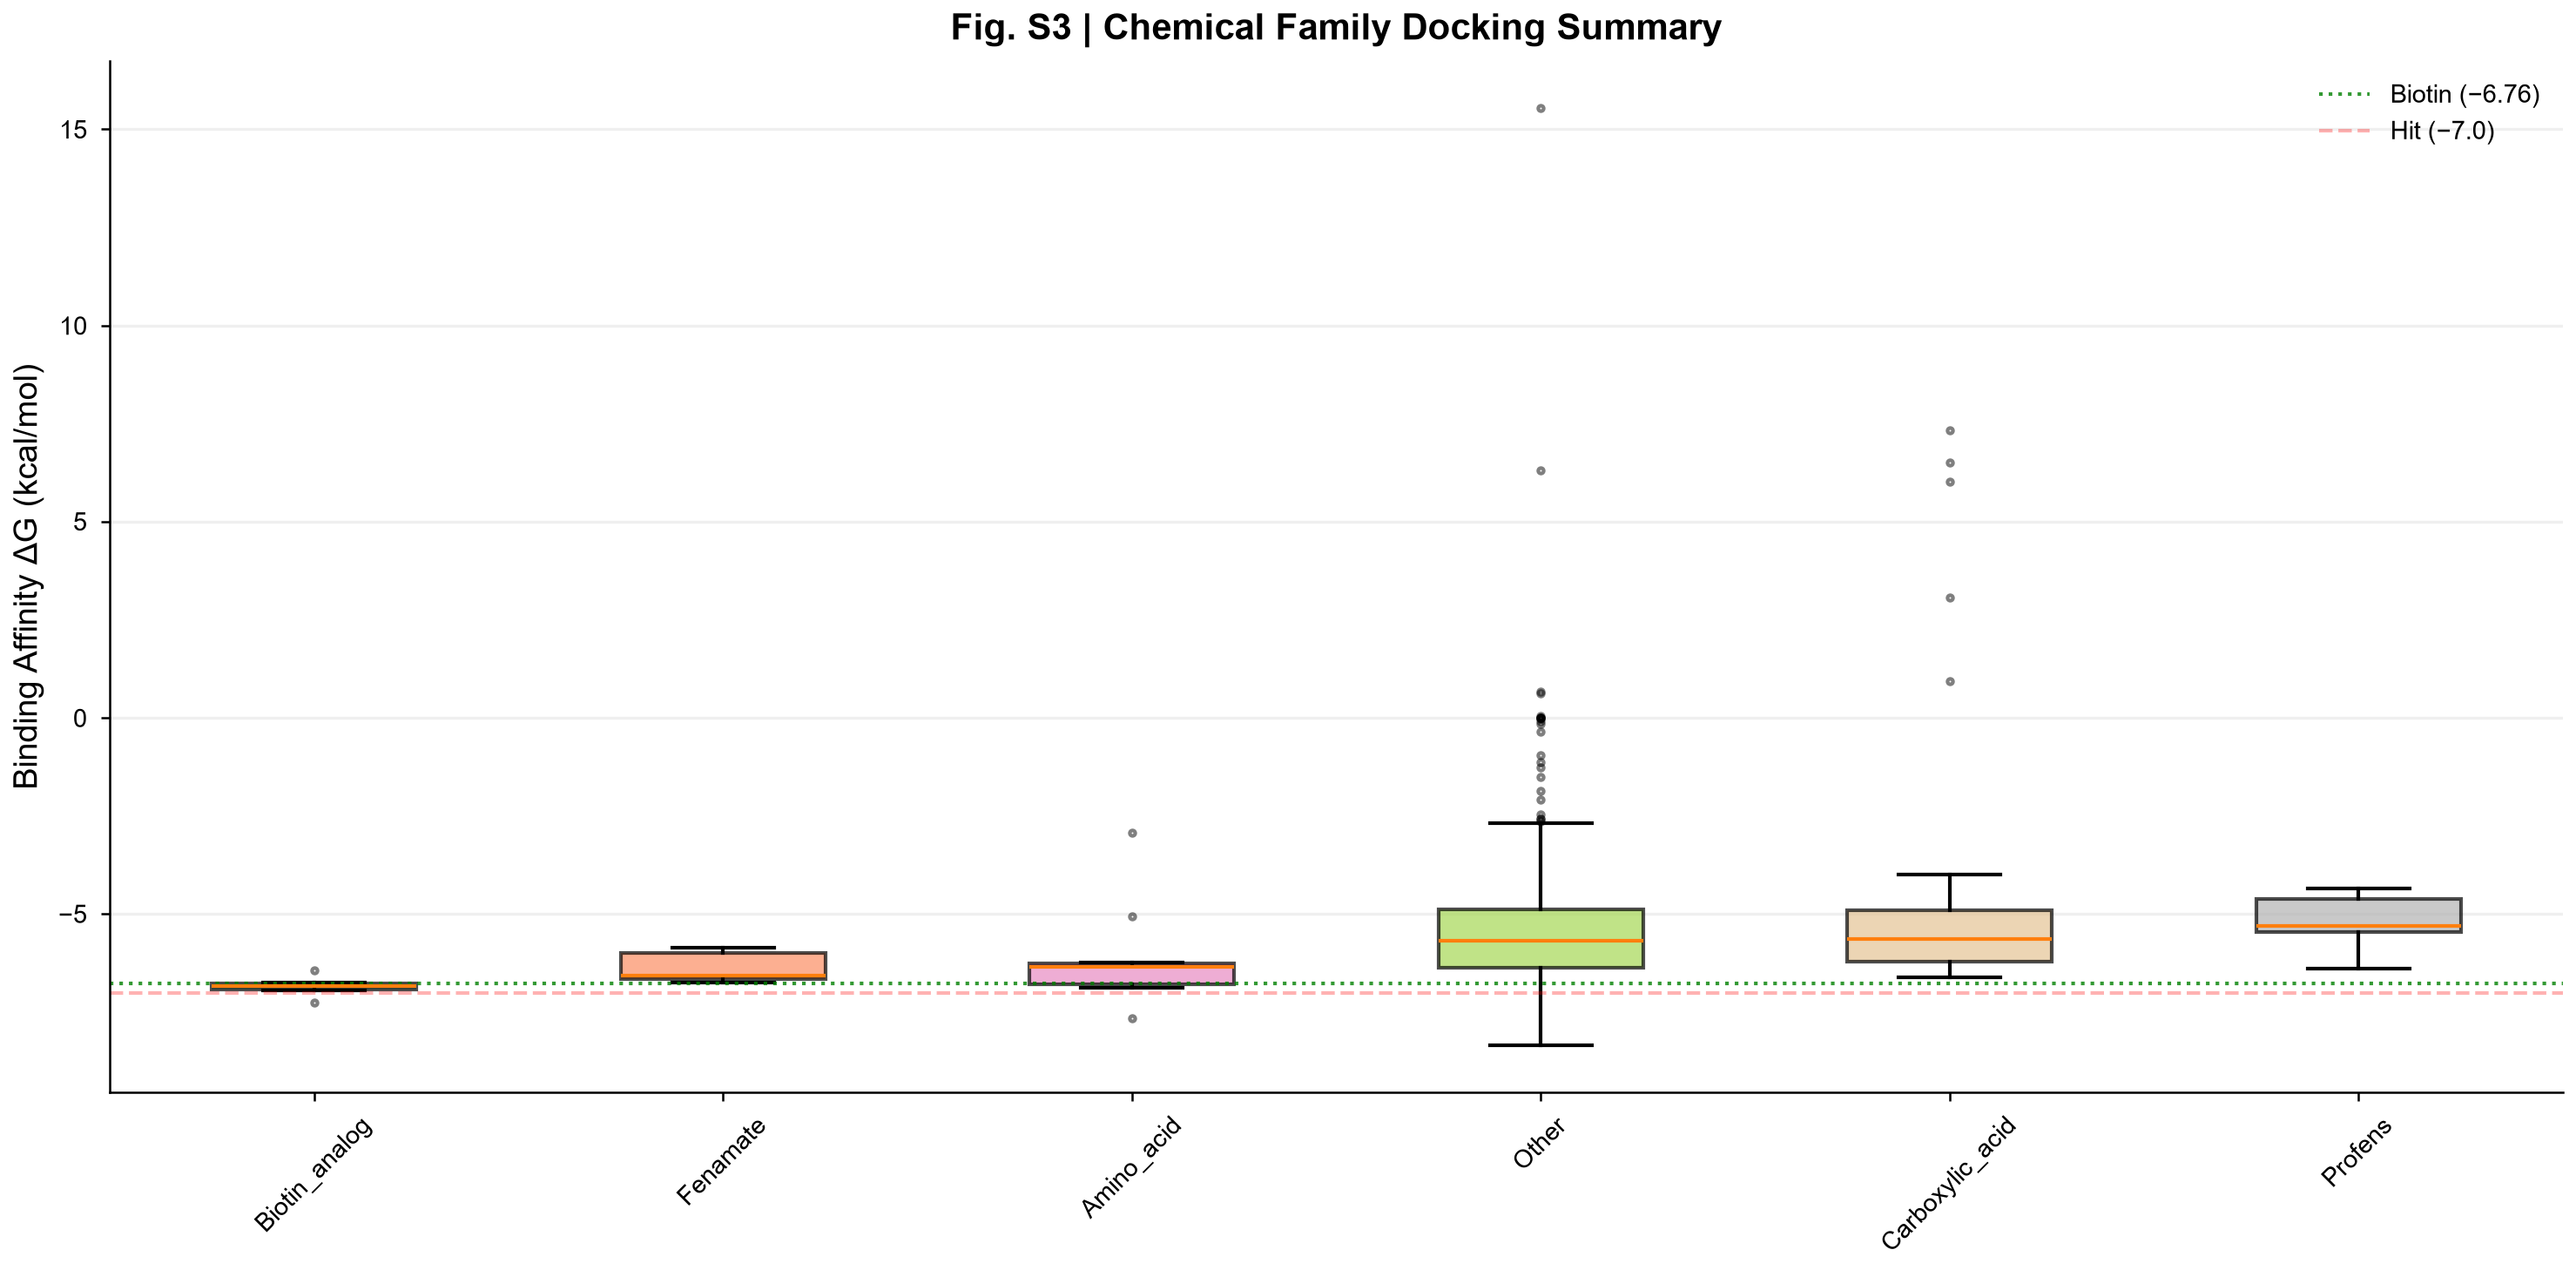 Fig. S3 | Chemical Family Docking Summary
Biotin (−6.76)
Hit (−7.0)
Binding Affinity ΔG (kcal/mol)
15
10
5
0
−5
Biotin_analog
Fenamate
Amino_acid
Other
Carboxylic_acid
Profens